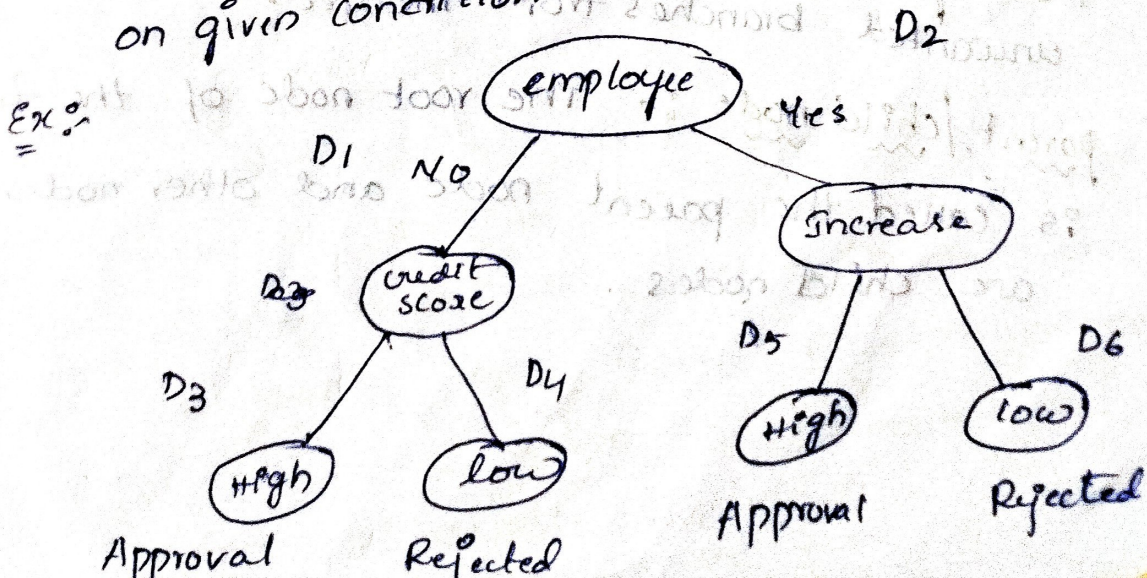 on given
D2
employee
Ex:
Yes
D1 No
Increase
credit
score
D5
D6
D3
D4
High
low
High
low
Approval
Rejected
Approval
Rejected